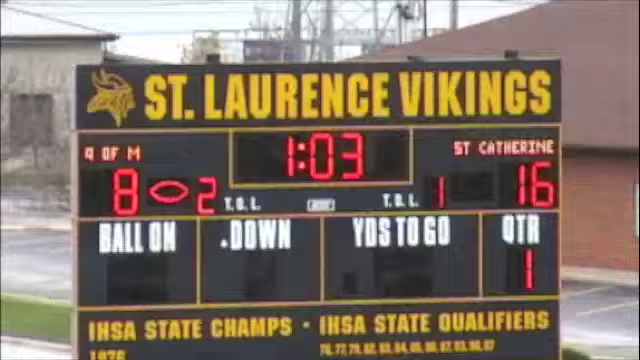 ST. LAURENCE VIKINGS
Q OF M 1:03 ST CATHERINE
8 2 T.O.L. T.O.L. 1 16
BALL ON DOWN YDS TO GO QTR
1
IHSA STATE CHAMPS • IHSA STATE QUALIFIERS
1976